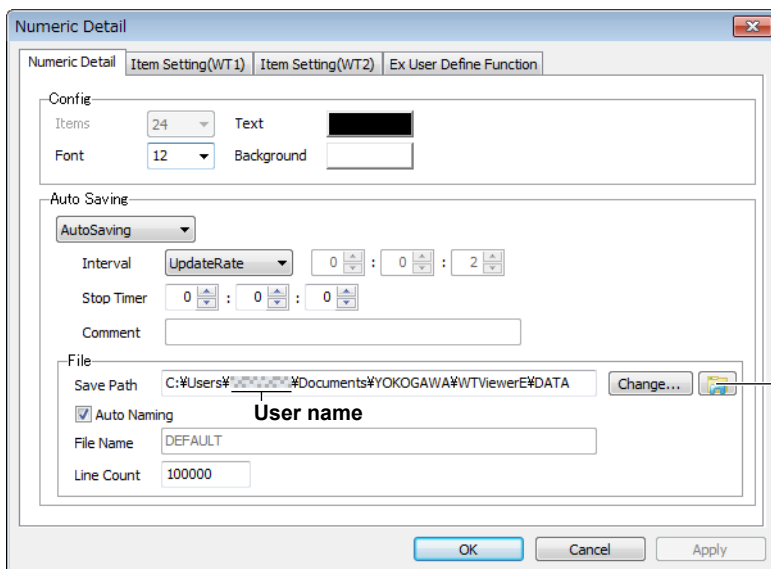 Numeric Detail
Numeric Detail Item Setting(WT1) Item Setting(WT2) Ex User Define Function
Config
Items 24 Text
Font 12 Background
Auto Saving
AutoSaving
Interval UpdateRate 0 : 0 : 2
Stop Timer 0 : 0 : 0
Comment
File
Save Path C:¥Users¥ ¥Documents¥YOKOGAWA¥WTViewerE¥DATA Change...
Auto Naming User name
File Name DEFAULT
Line Count 100000
OK Cancel Apply